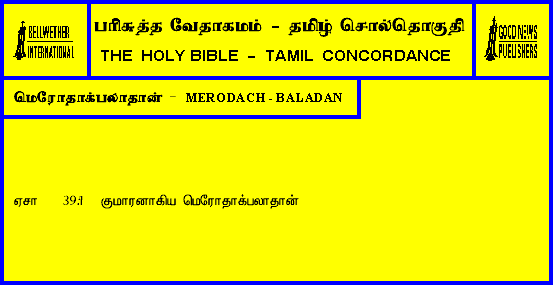 BELLWETHER
INTERNATIONAL
பரிசுத்த வேதாகமம் - தமிழ் சொல்தொகுதி
THE HOLY BIBLE - TAMIL CONCORDANCE
GOOD NEWS
PUBLISHERS
மெரோதாக்பலாதான் - MERODACH - BALADAN
ஏசா 39:1 குமாரனாகிய மெரோதாக்பலாதான்